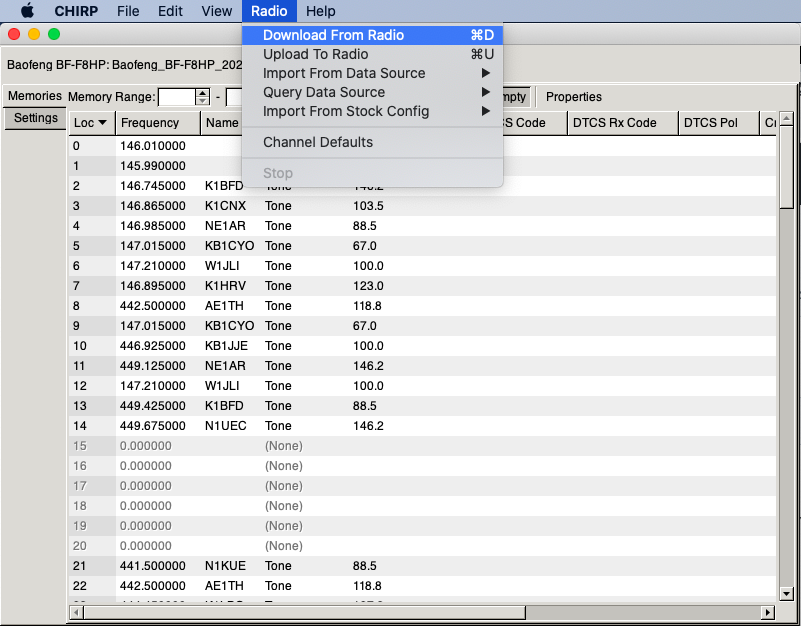 CHIRP File Edit View Radio Help
Download From Radio ⌘D
Upload To Radio ⌘U
Import From Data Source ▶
Query Data Source ▶
Import From Stock Config ▶
Channel Defaults
Stop
Baofeng BF-F8HP: Baofeng_BF-F8HP_202
Memories Memory Range: - mpty Properties
Settings
Loc ▼ Frequency Name CS Code DTCS Rx Code DTCS Pol Cr
0 146.010000
1 145.990000
2 146.745000 K1BFD Tone 146.2
3 146.865000 K1CNX Tone 103.5
4 146.985000 NE1AR Tone 88.5
5 147.015000 KB1CYO Tone 67.0
6 147.210000 W1JLI Tone 100.0
7 146.895000 K1HRV Tone 123.0
8 442.500000 AE1TH Tone 118.8
9 147.015000 KB1CYO Tone 67.0
10 446.925000 KB1JJE Tone 100.0
11 449.125000 NE1AR Tone 146.2
12 147.210000 W1JLI Tone 100.0
13 449.425000 K1BFD Tone 88.5
14 449.675000 N1UEC Tone 146.2
15 0.000000 (None)
16 0.000000 (None)
17 0.000000 (None)
18 0.000000 (None)
19 0.000000 (None)
20 0.000000 (None)
21 441.500000 N1KUE Tone 88.5
22 442.500000 AE1TH Tone 118.8